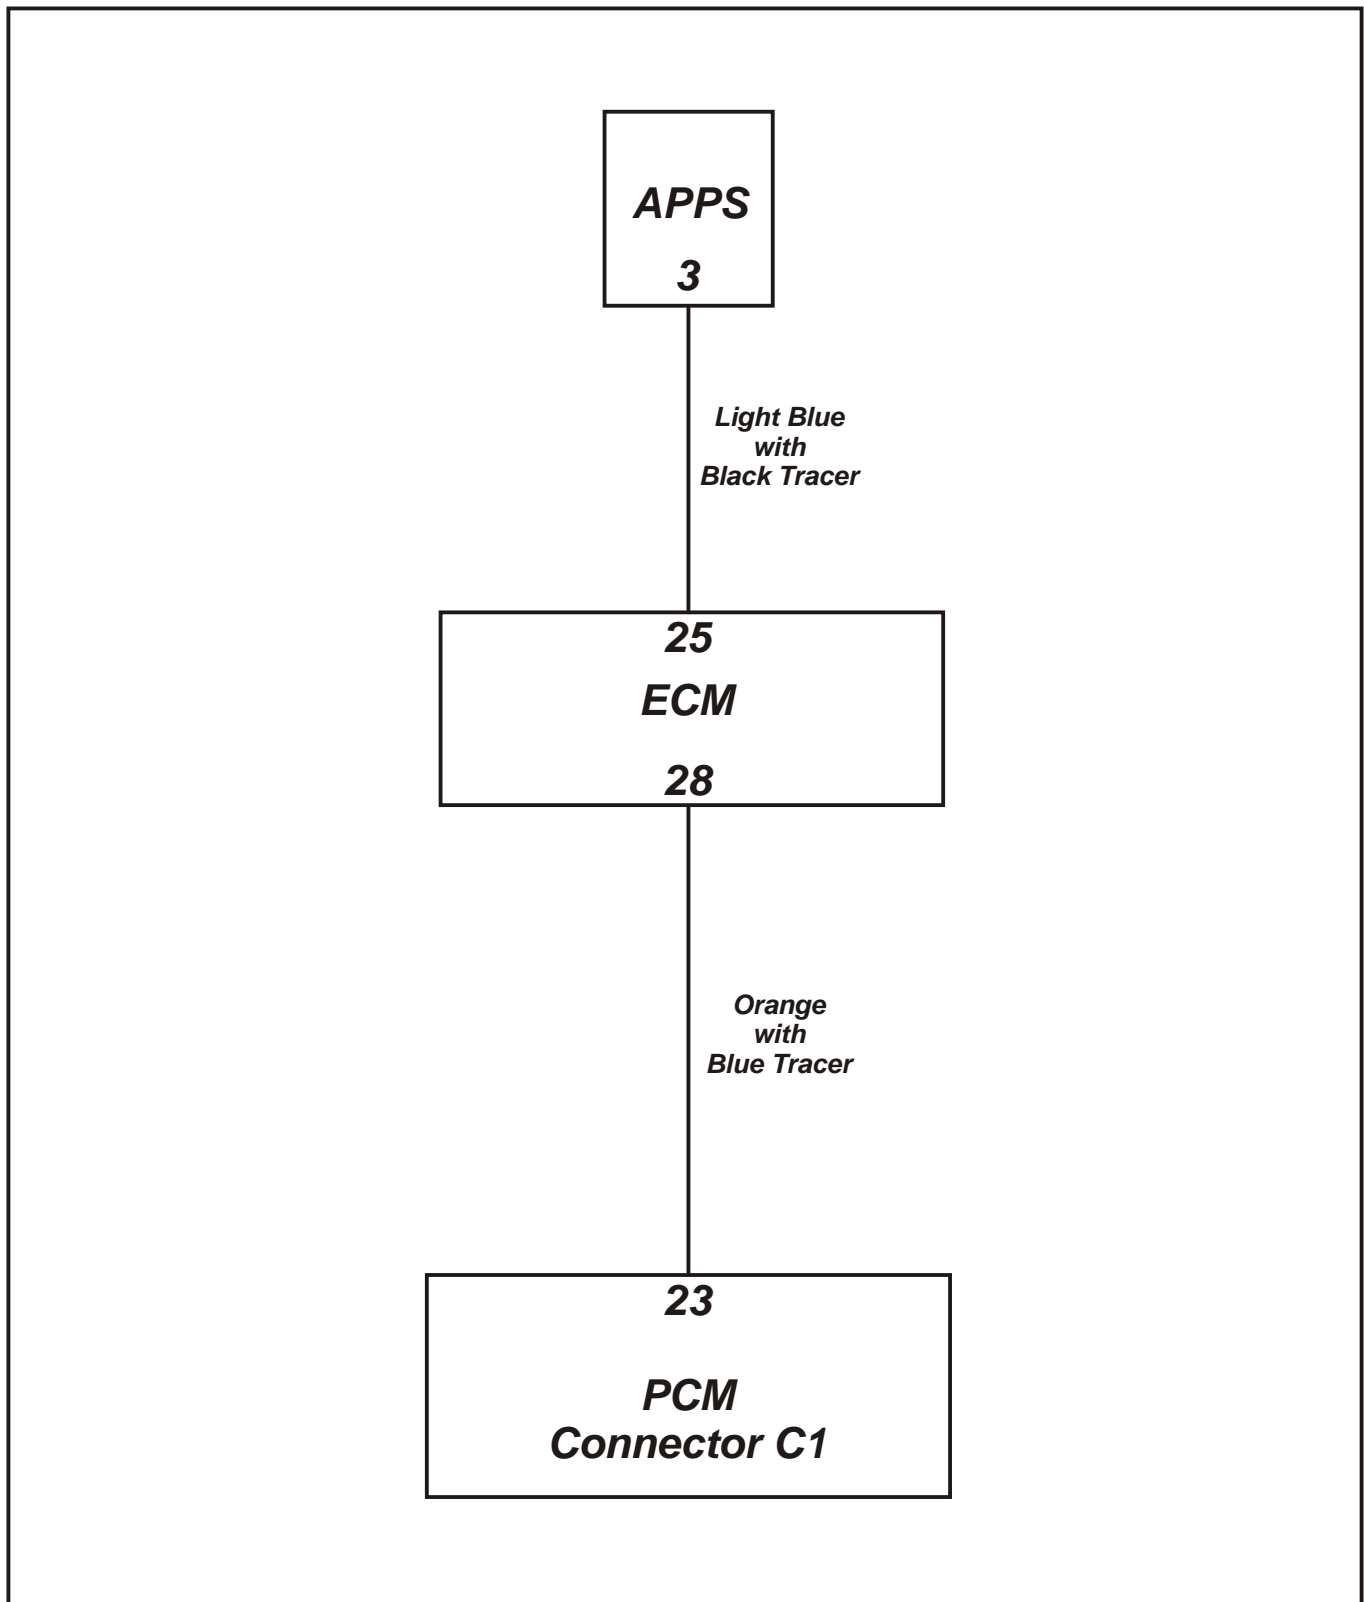 APPS
3
Light Blue
with
Black Tracer
25
ECM
28
Orange
with
Blue Tracer
23
PCM
Connector C1